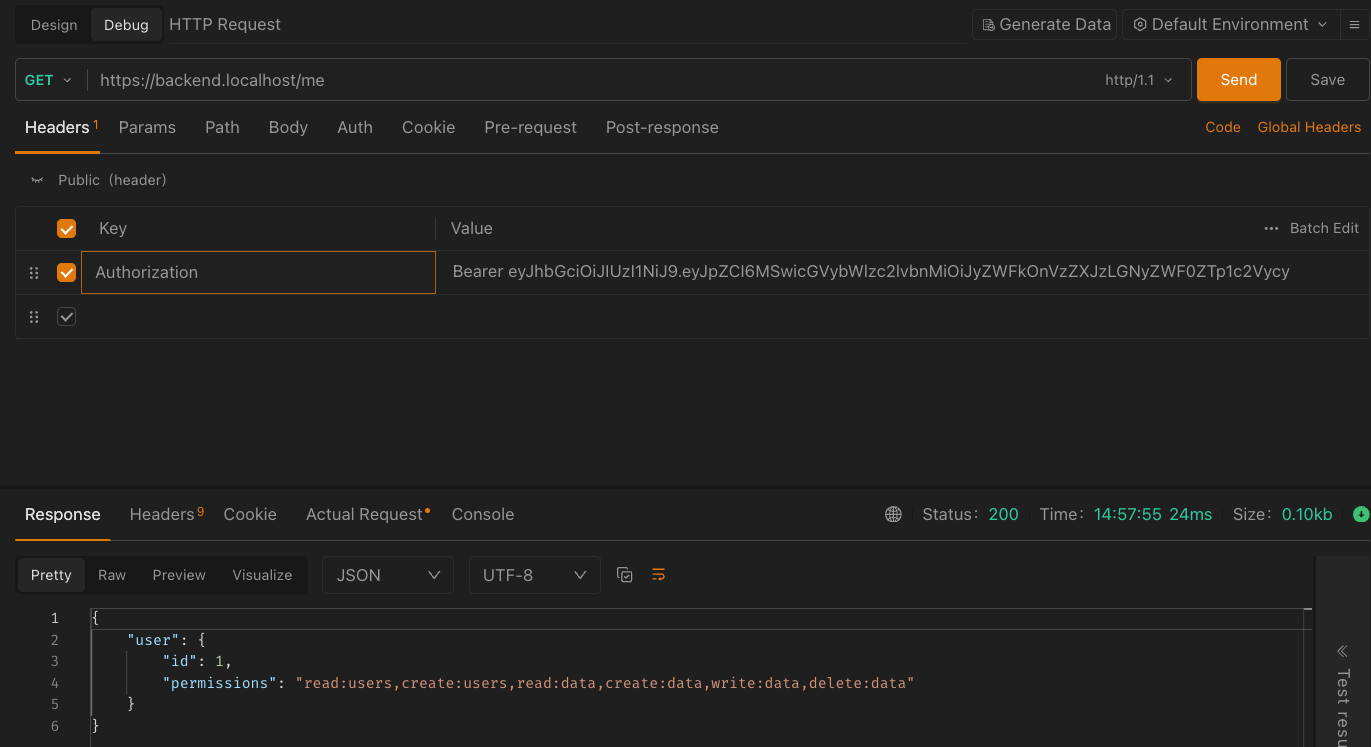 Design Debug HTTP Request Generate Data Default Environment
GET https://backend.localhost/me http/1.1 Send Save
Headers 1 Params Path Body Auth Cookie Pre-request Post-response Code Global Headers
Public (header)
Key Value ••• Batch Edit
Authorization Bearer eyJhbGciOiJIUzI1NiJ9.eyJpZCI6MSwicGVybWlzc2lvbnMiOiJyZWFkOnVzZXJzLGNyZWF0ZTp1c2Vycy
Response Headers 9 Cookie Actual Request Console Status: 200 Time: 14:57:55 24ms Size: 0.10kb
Pretty Raw Preview Visualize JSON UTF-8
1 {
2 "user": {
3 "id": 1,
4 "permissions": "read:users,create:users,read:data,create:data,write:data,delete:data"
5 }
6 }
Test resu